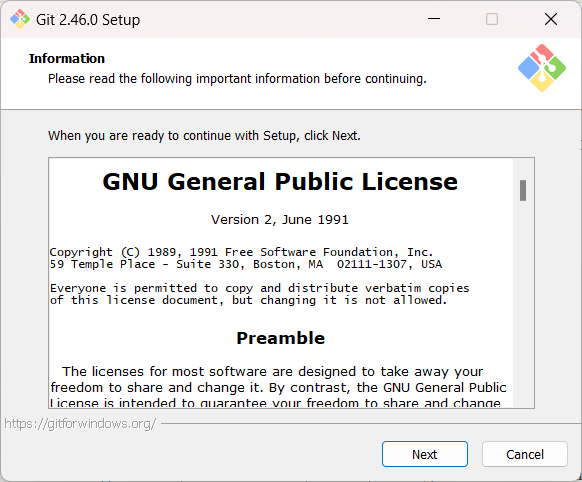 Git 2.46.0 Setup
Information
Please read the following important information before continuing.
When you are ready to continue with Setup, click Next.
GNU General Public License
Version 2, June 1991
Copyright (C) 1989, 1991 Free Software Foundation, Inc.
59 Temple Place - Suite 330, Boston, MA  02111-1307, USA
Everyone is permitted to copy and distribute verbatim copies
of this license document, but changing it is not allowed.
Preamble
The licenses for most software are designed to take away your
freedom to share and change it. By contrast, the GNU General Public
License is intended to guarantee your freedom to share and change
https://gitforwindows.org/
Next
Cancel